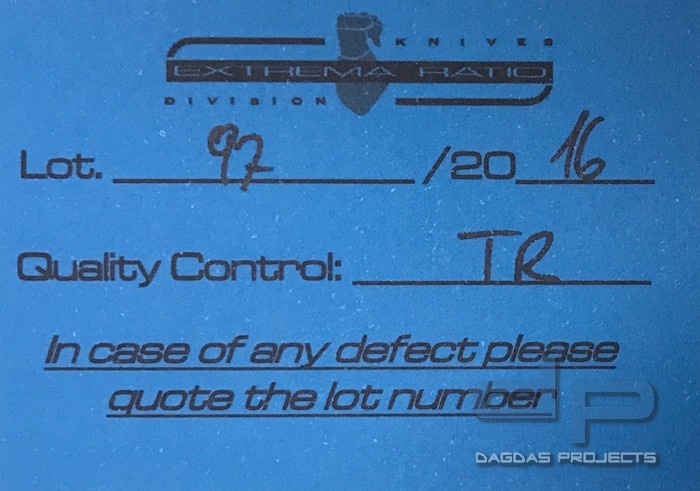 KNIVES
EXTREMA RATIO
DIVISION
Lot. 97 /2016
Quality Control: TR
In case of any defect please
quote the lot number
dp
DAGDAS PROJECTS